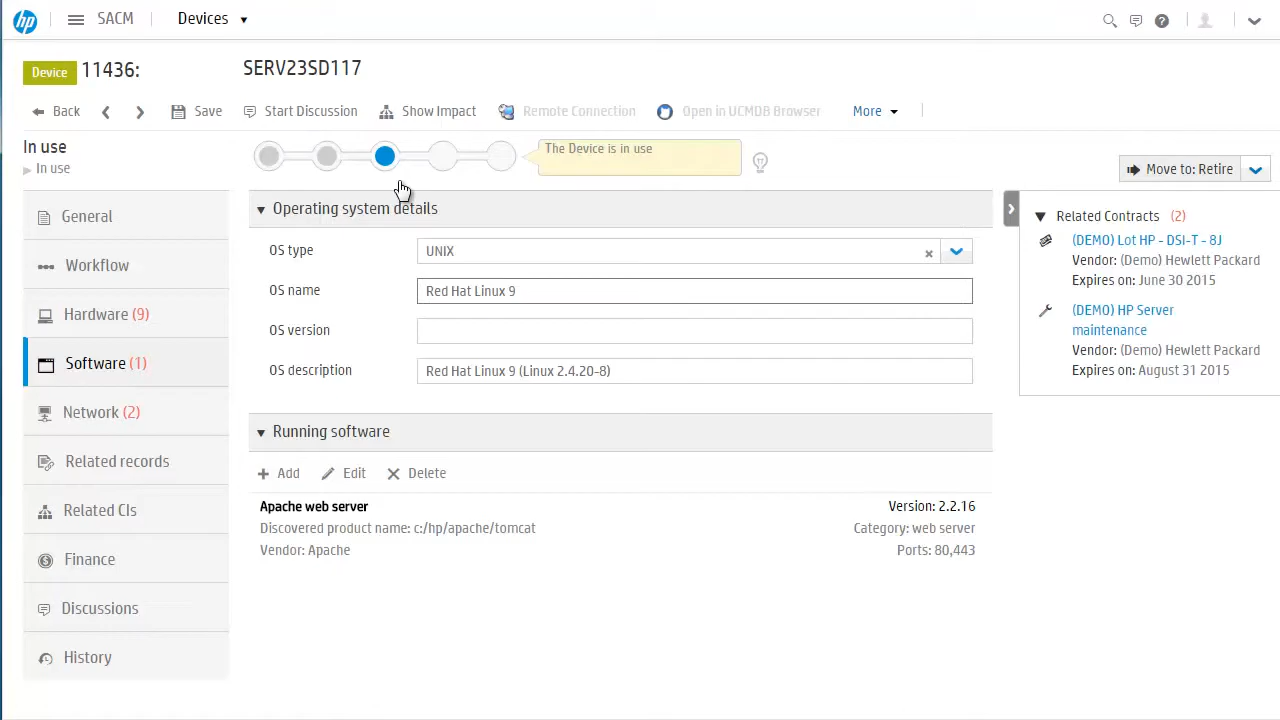 hp SACM Devices
Device 11436: SERV23SD117
Back Save Start Discussion Show Impact Remote Connection Open in UCMDB Browser More
In use
In use
The Device is in use
Move to: Retire
General
Workflow
Hardware (9)
Software (1)
Network (2)
Related records
Related CIs
Finance
Discussions
History
Operating system details
OS type UNIX
OS name Red Hat Linux 9
OS version
OS description Red Hat Linux 9 (Linux 2.4.20-8)
Running software
Add Edit Delete
Apache web server Version: 2.2.16
Discovered product name: c:/hp/apache/tomcat Category: web server
Vendor: Apache Ports: 80,443
Related Contracts (2)
(DEMO) Lot HP - DSI-T - 8J
Vendor: (Demo) Hewlett Packard
Expires on: June 30 2015
(DEMO) HP Server
maintenance
Vendor: (Demo) Hewlett Packard
Expires on: August 31 2015